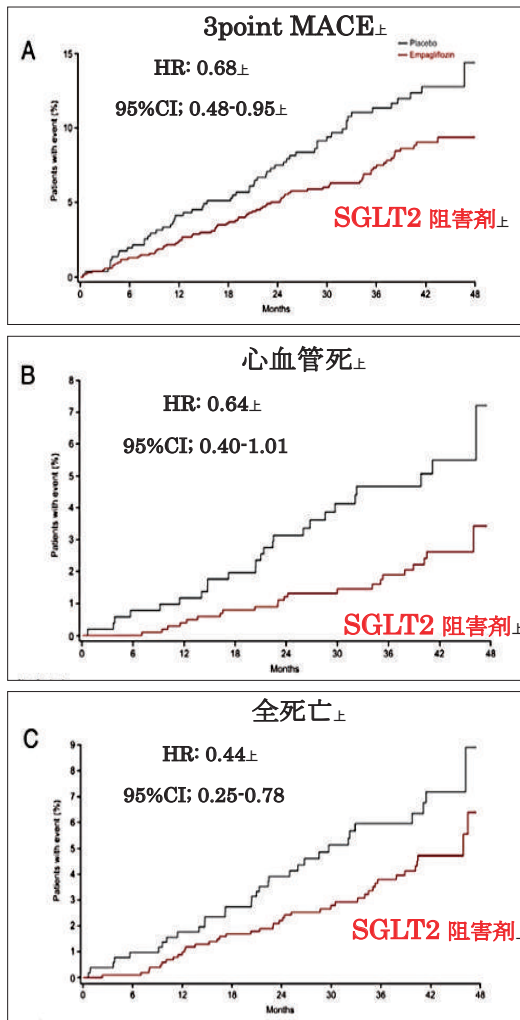 3point MACE上
A
Placebo
Empagliflozin
HR: 0.68上
95%CI; 0.48-0.95上
Patients with event (%)
15
10
5
0
SGLT2 阻害剤上
0 6 12 18 24 30 36 42 48
Months
心血管死上
B
HR: 0.64上
95%CI; 0.40-1.01
Patients with event (%)
8
7
6
5
4
3
2
1
0
SGLT2 阻害剤上
0 6 12 18 24 30 36 42 48
Months
全死亡上
C
HR: 0.44上
95%CI; 0.25-0.78
Patients with event (%)
9
8
7
6
5
4
3
2
1
0
SGLT2 阻害剤上
0 6 12 18 24 30 36 42 48
Months